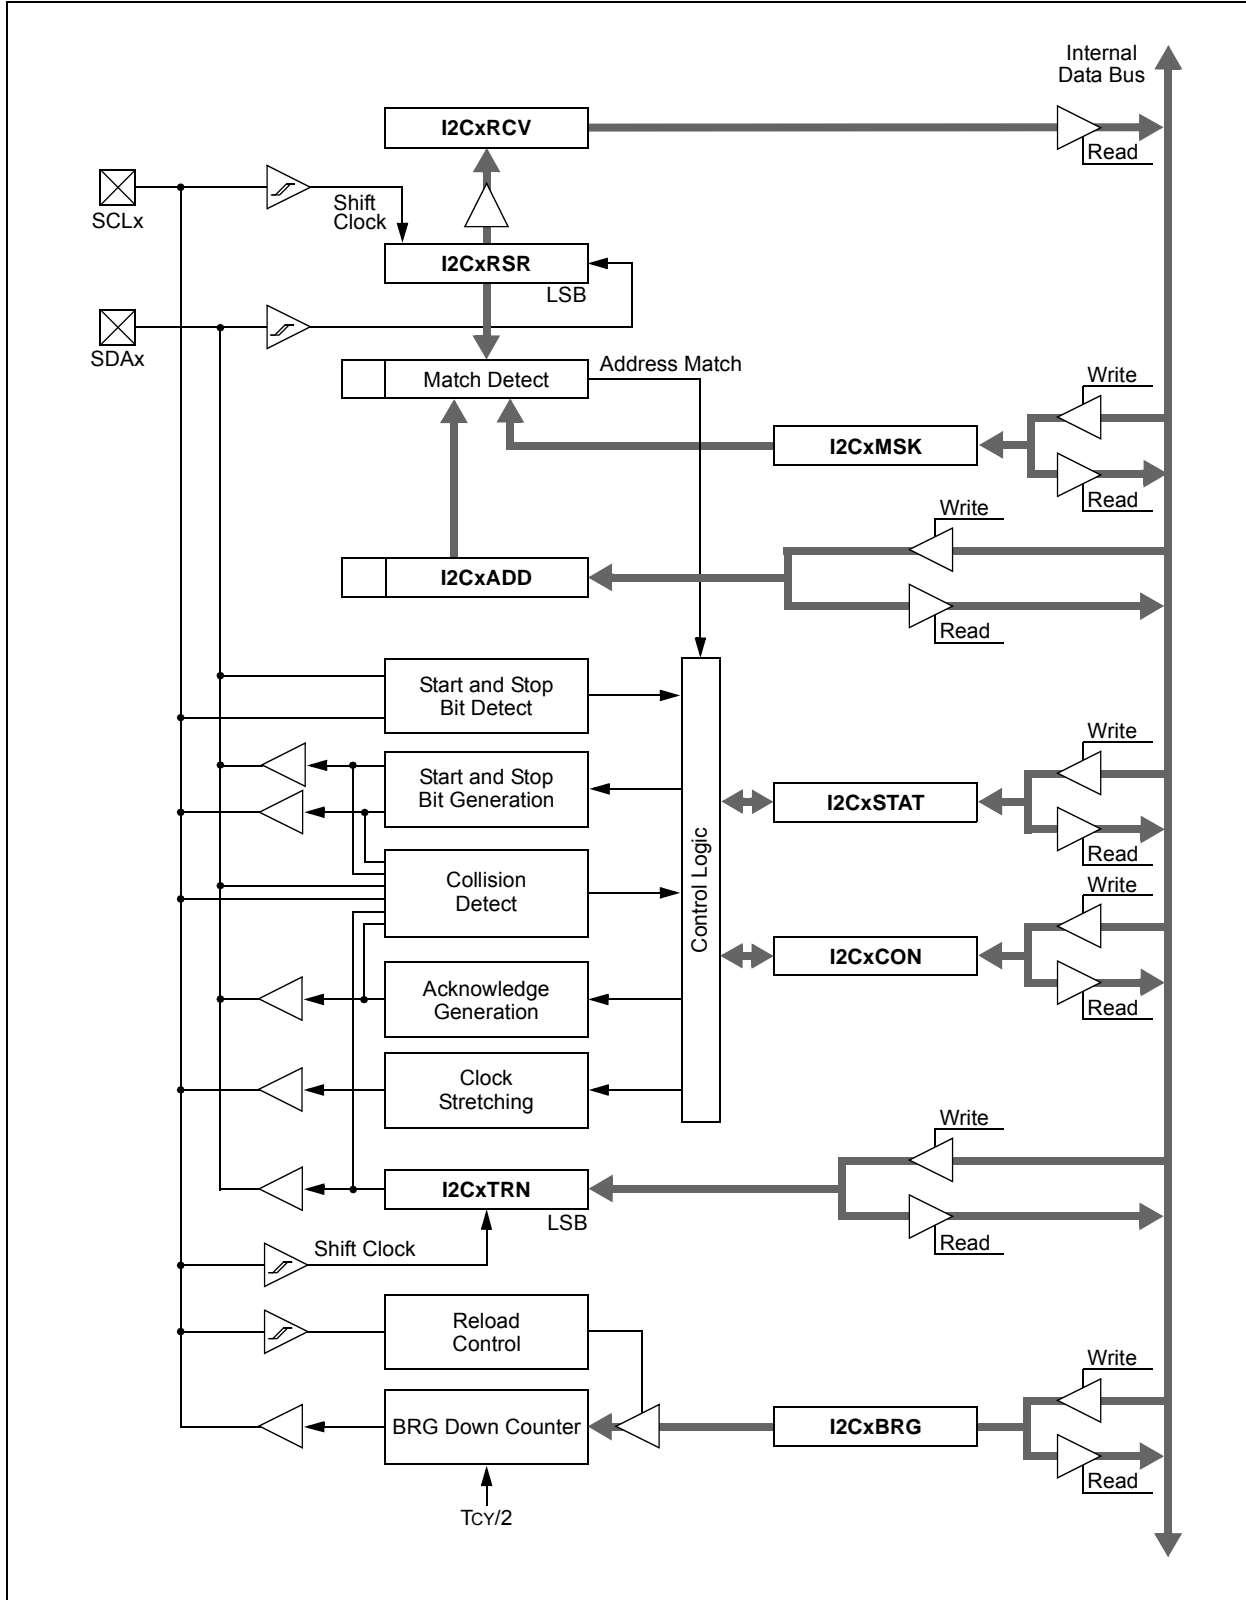 Internal
Data Bus
I2CxRCV
Read
SCLx
Shift
Clock
I2CxRSR
LSB
SDAx
Address Match
Match Detect
Write
I2CxMSK
Read
Write
I2CxADD
Read
Start and Stop
Bit Detect
Write
Start and Stop
Bit Generation
I2CxSTAT
Read
Control Logic
Collision
Detect
Write
I2CxCON
Acknowledge
Generation
Read
Clock
Stretching
Write
I2CxTRN
LSB
Read
Shift Clock
Reload
Control
Write
BRG Down Counter
I2CxBRG
Read
TCY/2